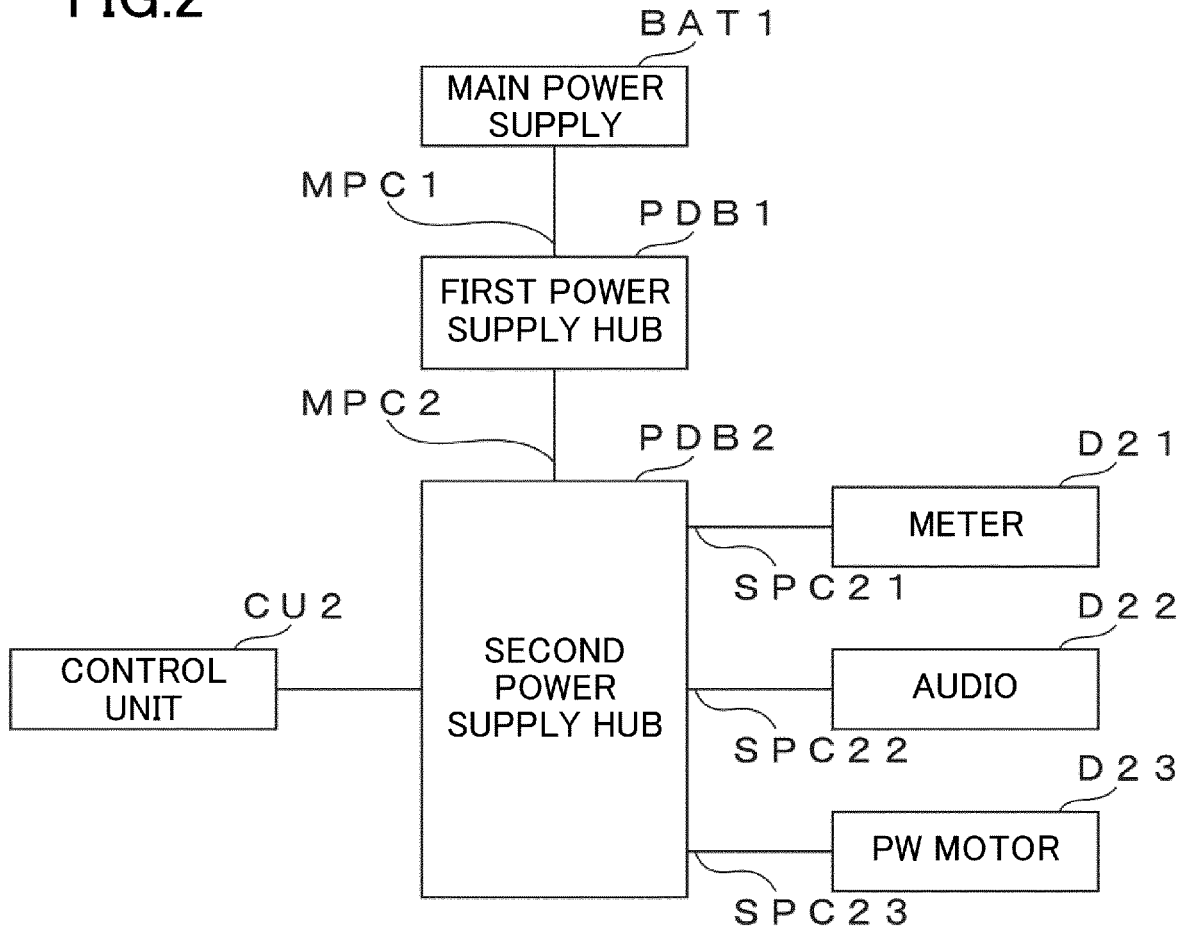 FIG.2
BAT1
MAIN POWER
SUPPLY
MPC1
PDB1
FIRST POWER
SUPPLY HUB
MPC2
PDB2
D21
METER
SPC21
CU2
CONTROL
UNIT
SECOND
POWER
SUPPLY HUB
D22
AUDIO
SPC22
D23
PW MOTOR
SPC23